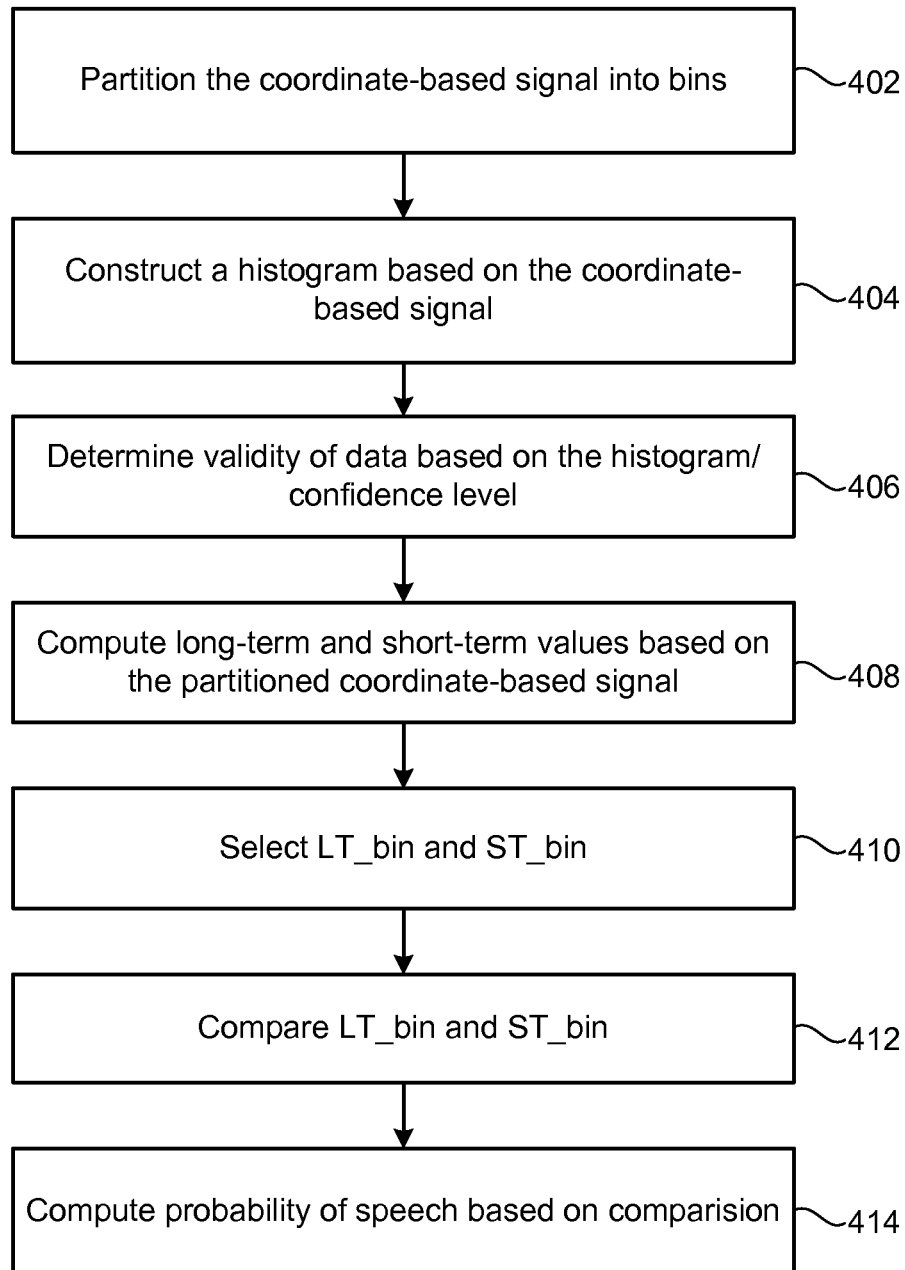 Partition the coordinate-based signal into bins
402
Construct a histogram based on the coordinate-
based signal
404
Determine validity of data based on the histogram/
confidence level
406
Compute long-term and short-term values based on
the partitioned coordinate-based signal
408
Select LT_bin and ST_bin
410
Compare LT_bin and ST_bin
412
Compute probability of speech based on comparision
414